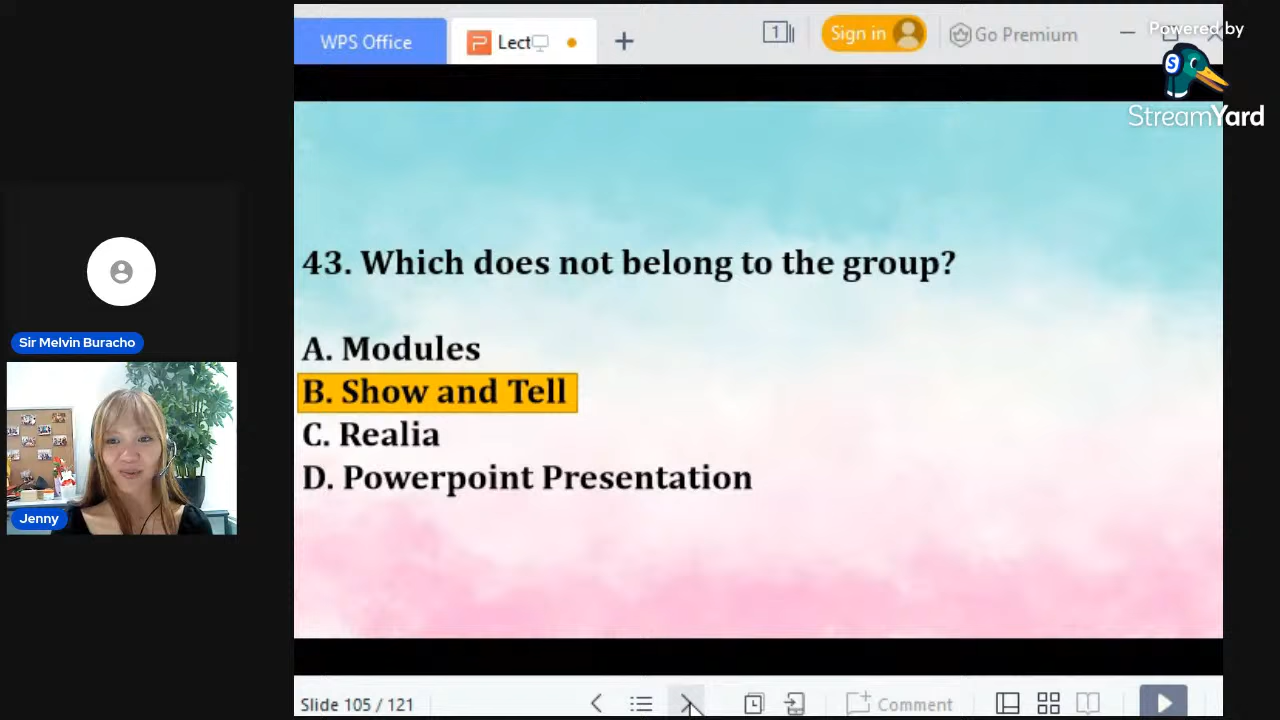 WPS Office
Lect
1
Sign in
Go Premium
Powered by
StreamYard
43. Which does not belong to the group?
A. Modules
B. Show and Tell
C. Realia
D. Powerpoint Presentation
Sir Melvin Buracho
Jenny
Slide 105 / 121
Comment